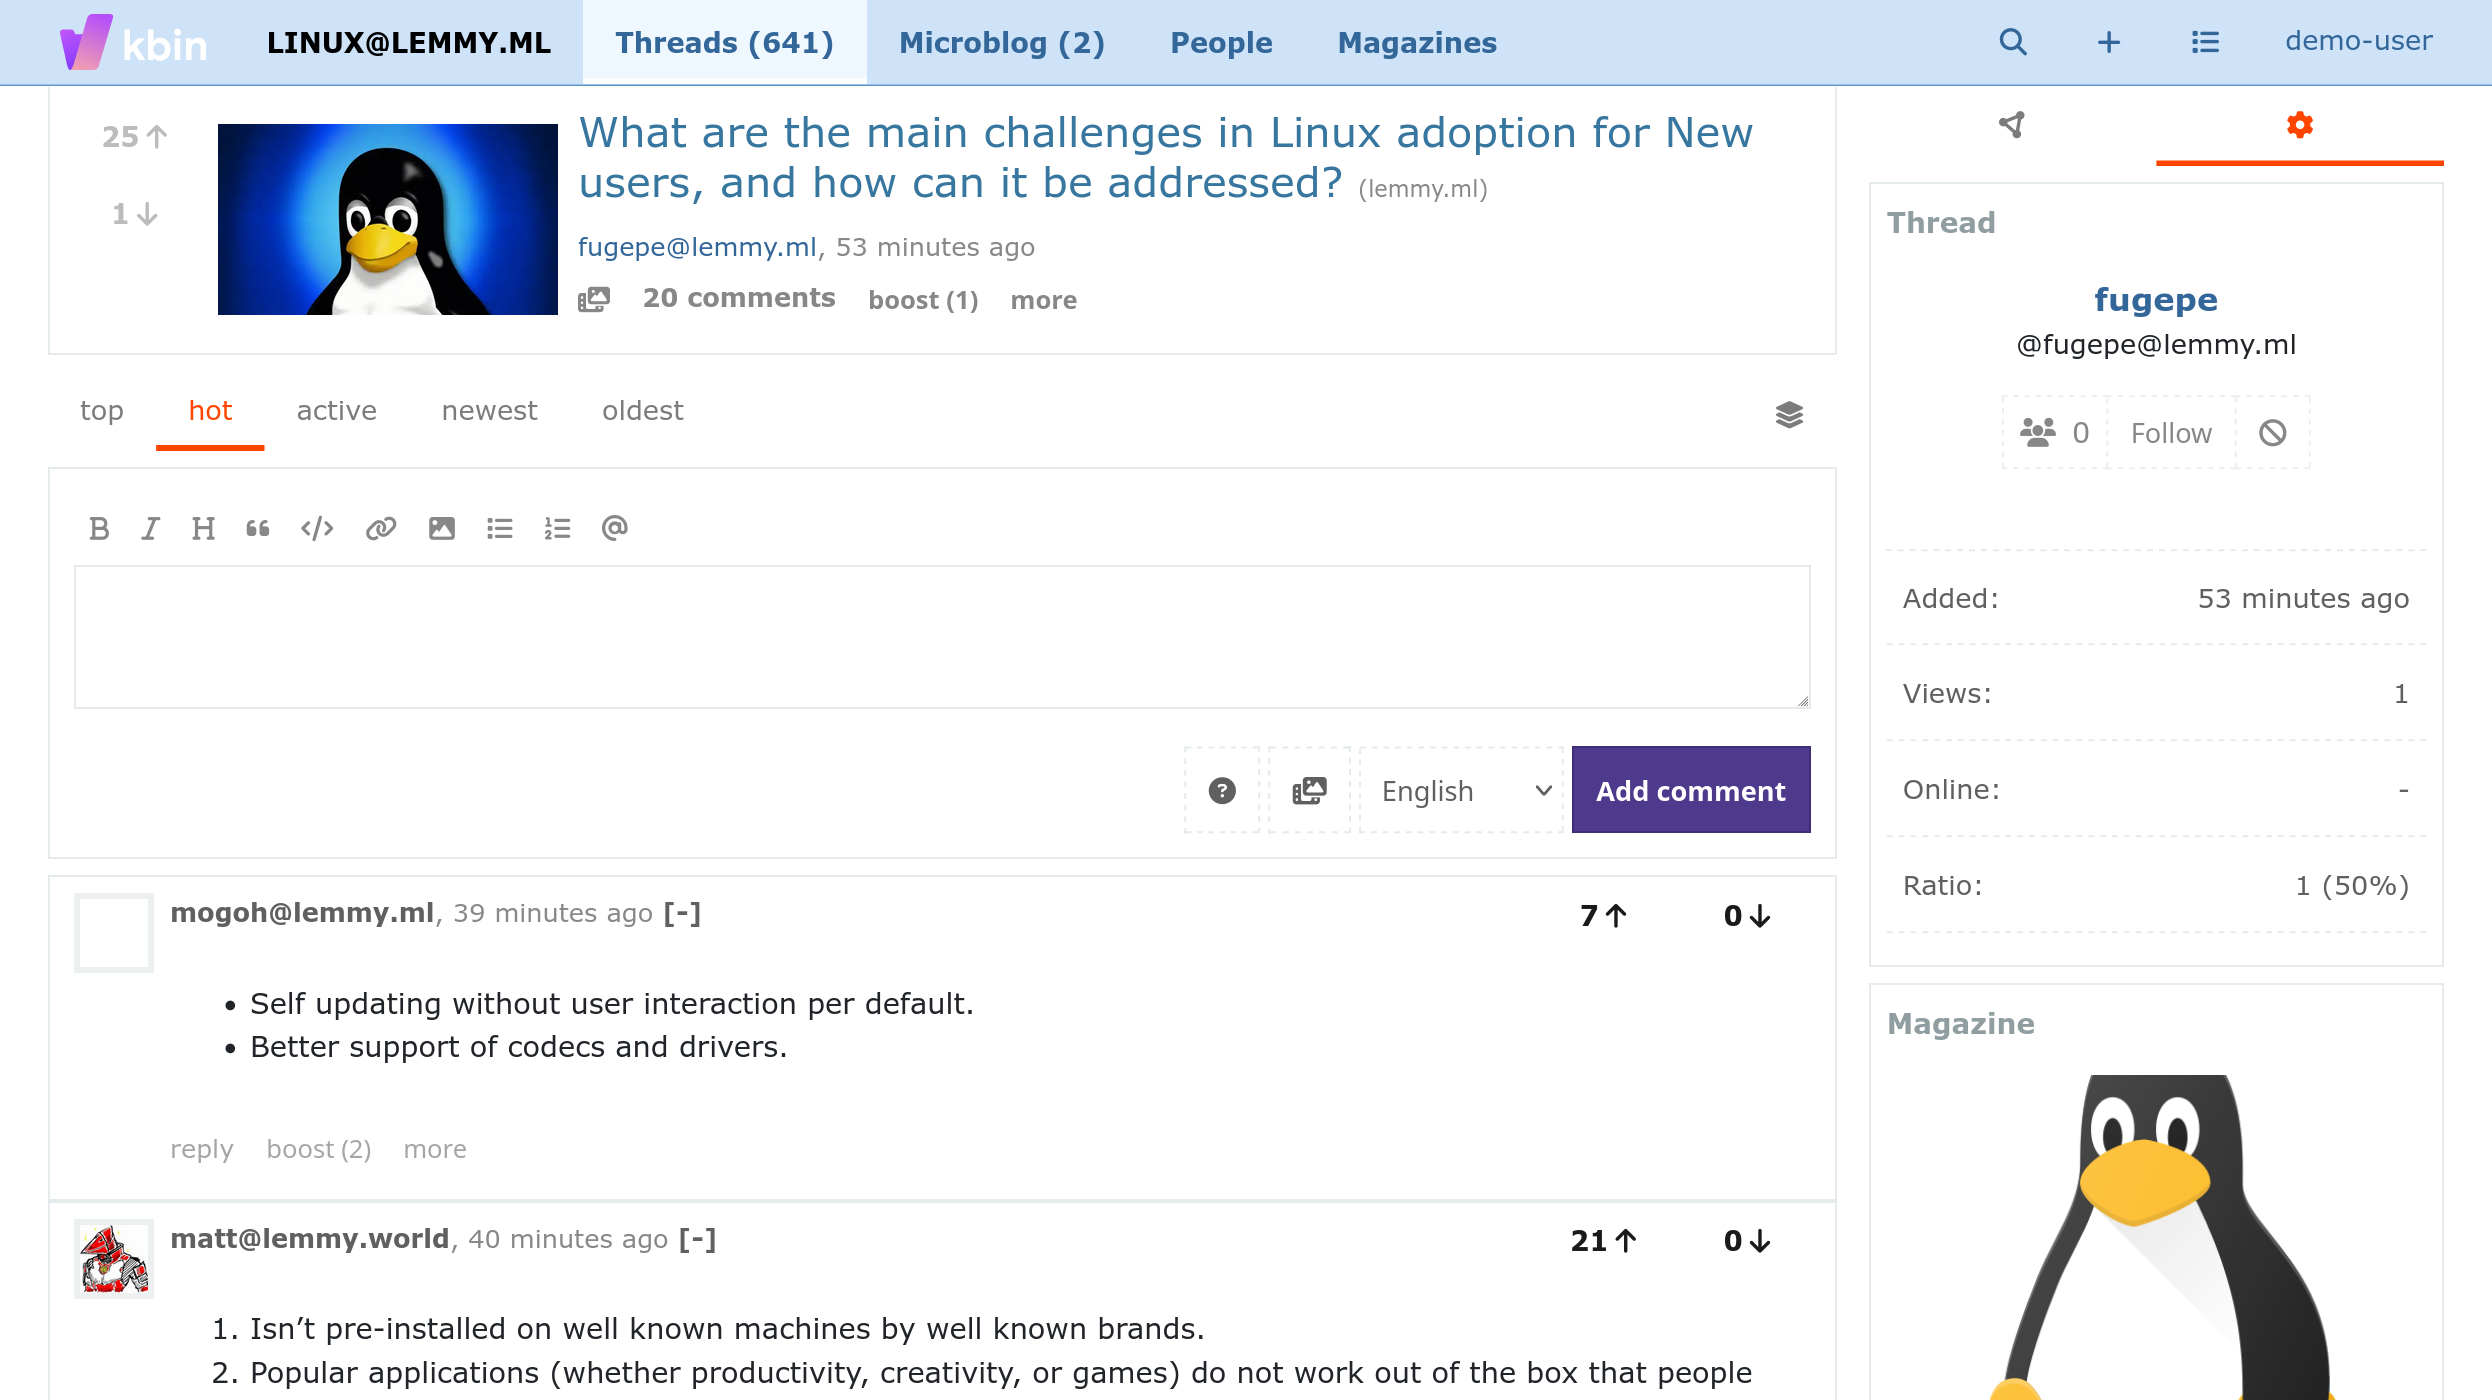 kbin LINUX@LEMMY.ML Threads (641) Microblog (2) People Magazines demo-user
25
1
What are the main challenges in Linux adoption for New
users, and how can it be addressed? (lemmy.ml)
fugepe@lemmy.ml, 53 minutes ago
20 comments boost (1) more
top hot active newest oldest
B I H “ </> @
? English Add comment
mogoh@lemmy.ml, 39 minutes ago [-] 7 0
• Self updating without user interaction per default.
• Better support of codecs and drivers.
reply boost (2) more
matt@lemmy.world, 40 minutes ago [-] 21 0
1. Isn’t pre-installed on well known machines by well known brands.
2. Popular applications (whether productivity, creativity, or games) do not work out of the box that people
Thread
fugepe
@fugepe@lemmy.ml
0 Follow
Added: 53 minutes ago
Views: 1
Online: -
Ratio: 1 (50%)
Magazine